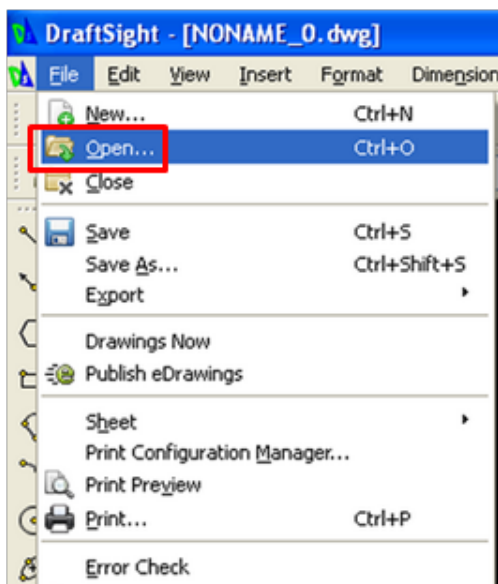 DraftSight - [NONAME_0.dwg]
File Edit View Insert Format Dimension
New... Ctrl+N
Open... Ctrl+O
Close
Save Ctrl+S
Save As... Ctrl+Shift+S
Export
Drawings Now
Publish eDrawings
Sheet
Print Configuration Manager...
Print Preview
Print... Ctrl+P
Error Check